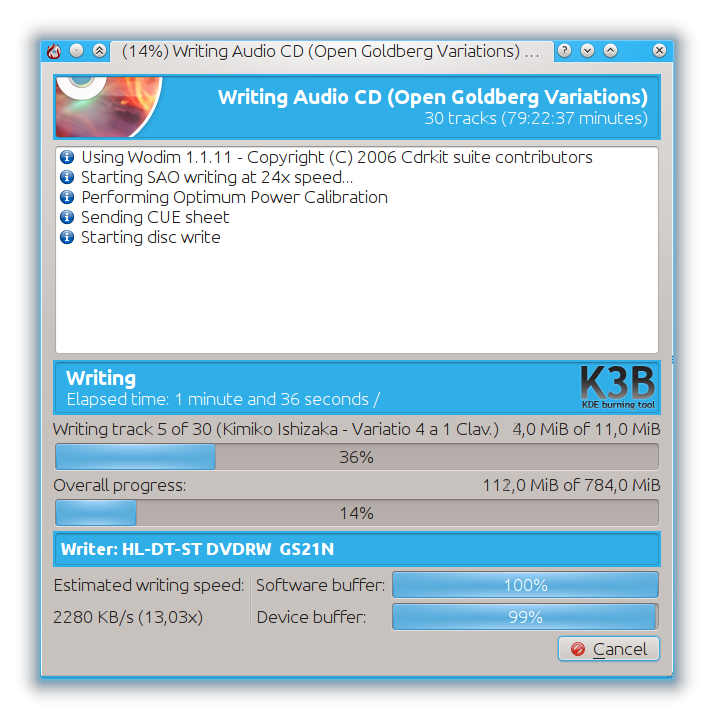 (14%) Writing Audio CD (Open Goldberg Variations) ...
Writing Audio CD (Open Goldberg Variations)
30 tracks (79:22:37 minutes)
Using Wodim 1.1.11 - Copyright (C) 2006 Cdrkit suite contributors
Starting SAO writing at 24x speed...
Performing Optimum Power Calibration
Sending CUE sheet
Starting disc write
Writing
Elapsed time: 1 minute and 36 seconds /
K3B
KDE burning tool
Writing track 5 of 30 (Kimiko Ishizaka - Variatio 4 a 1 Clav.) 4,0 MiB of 11,0 MiB
36%
Overall progress: 112,0 MiB of 784,0 MiB
14%
Writer: HL-DT-ST DVDRW GS21N
Estimated writing speed: Software buffer: 100%
2280 KB/s (13,03x) Device buffer: 99%
Cancel